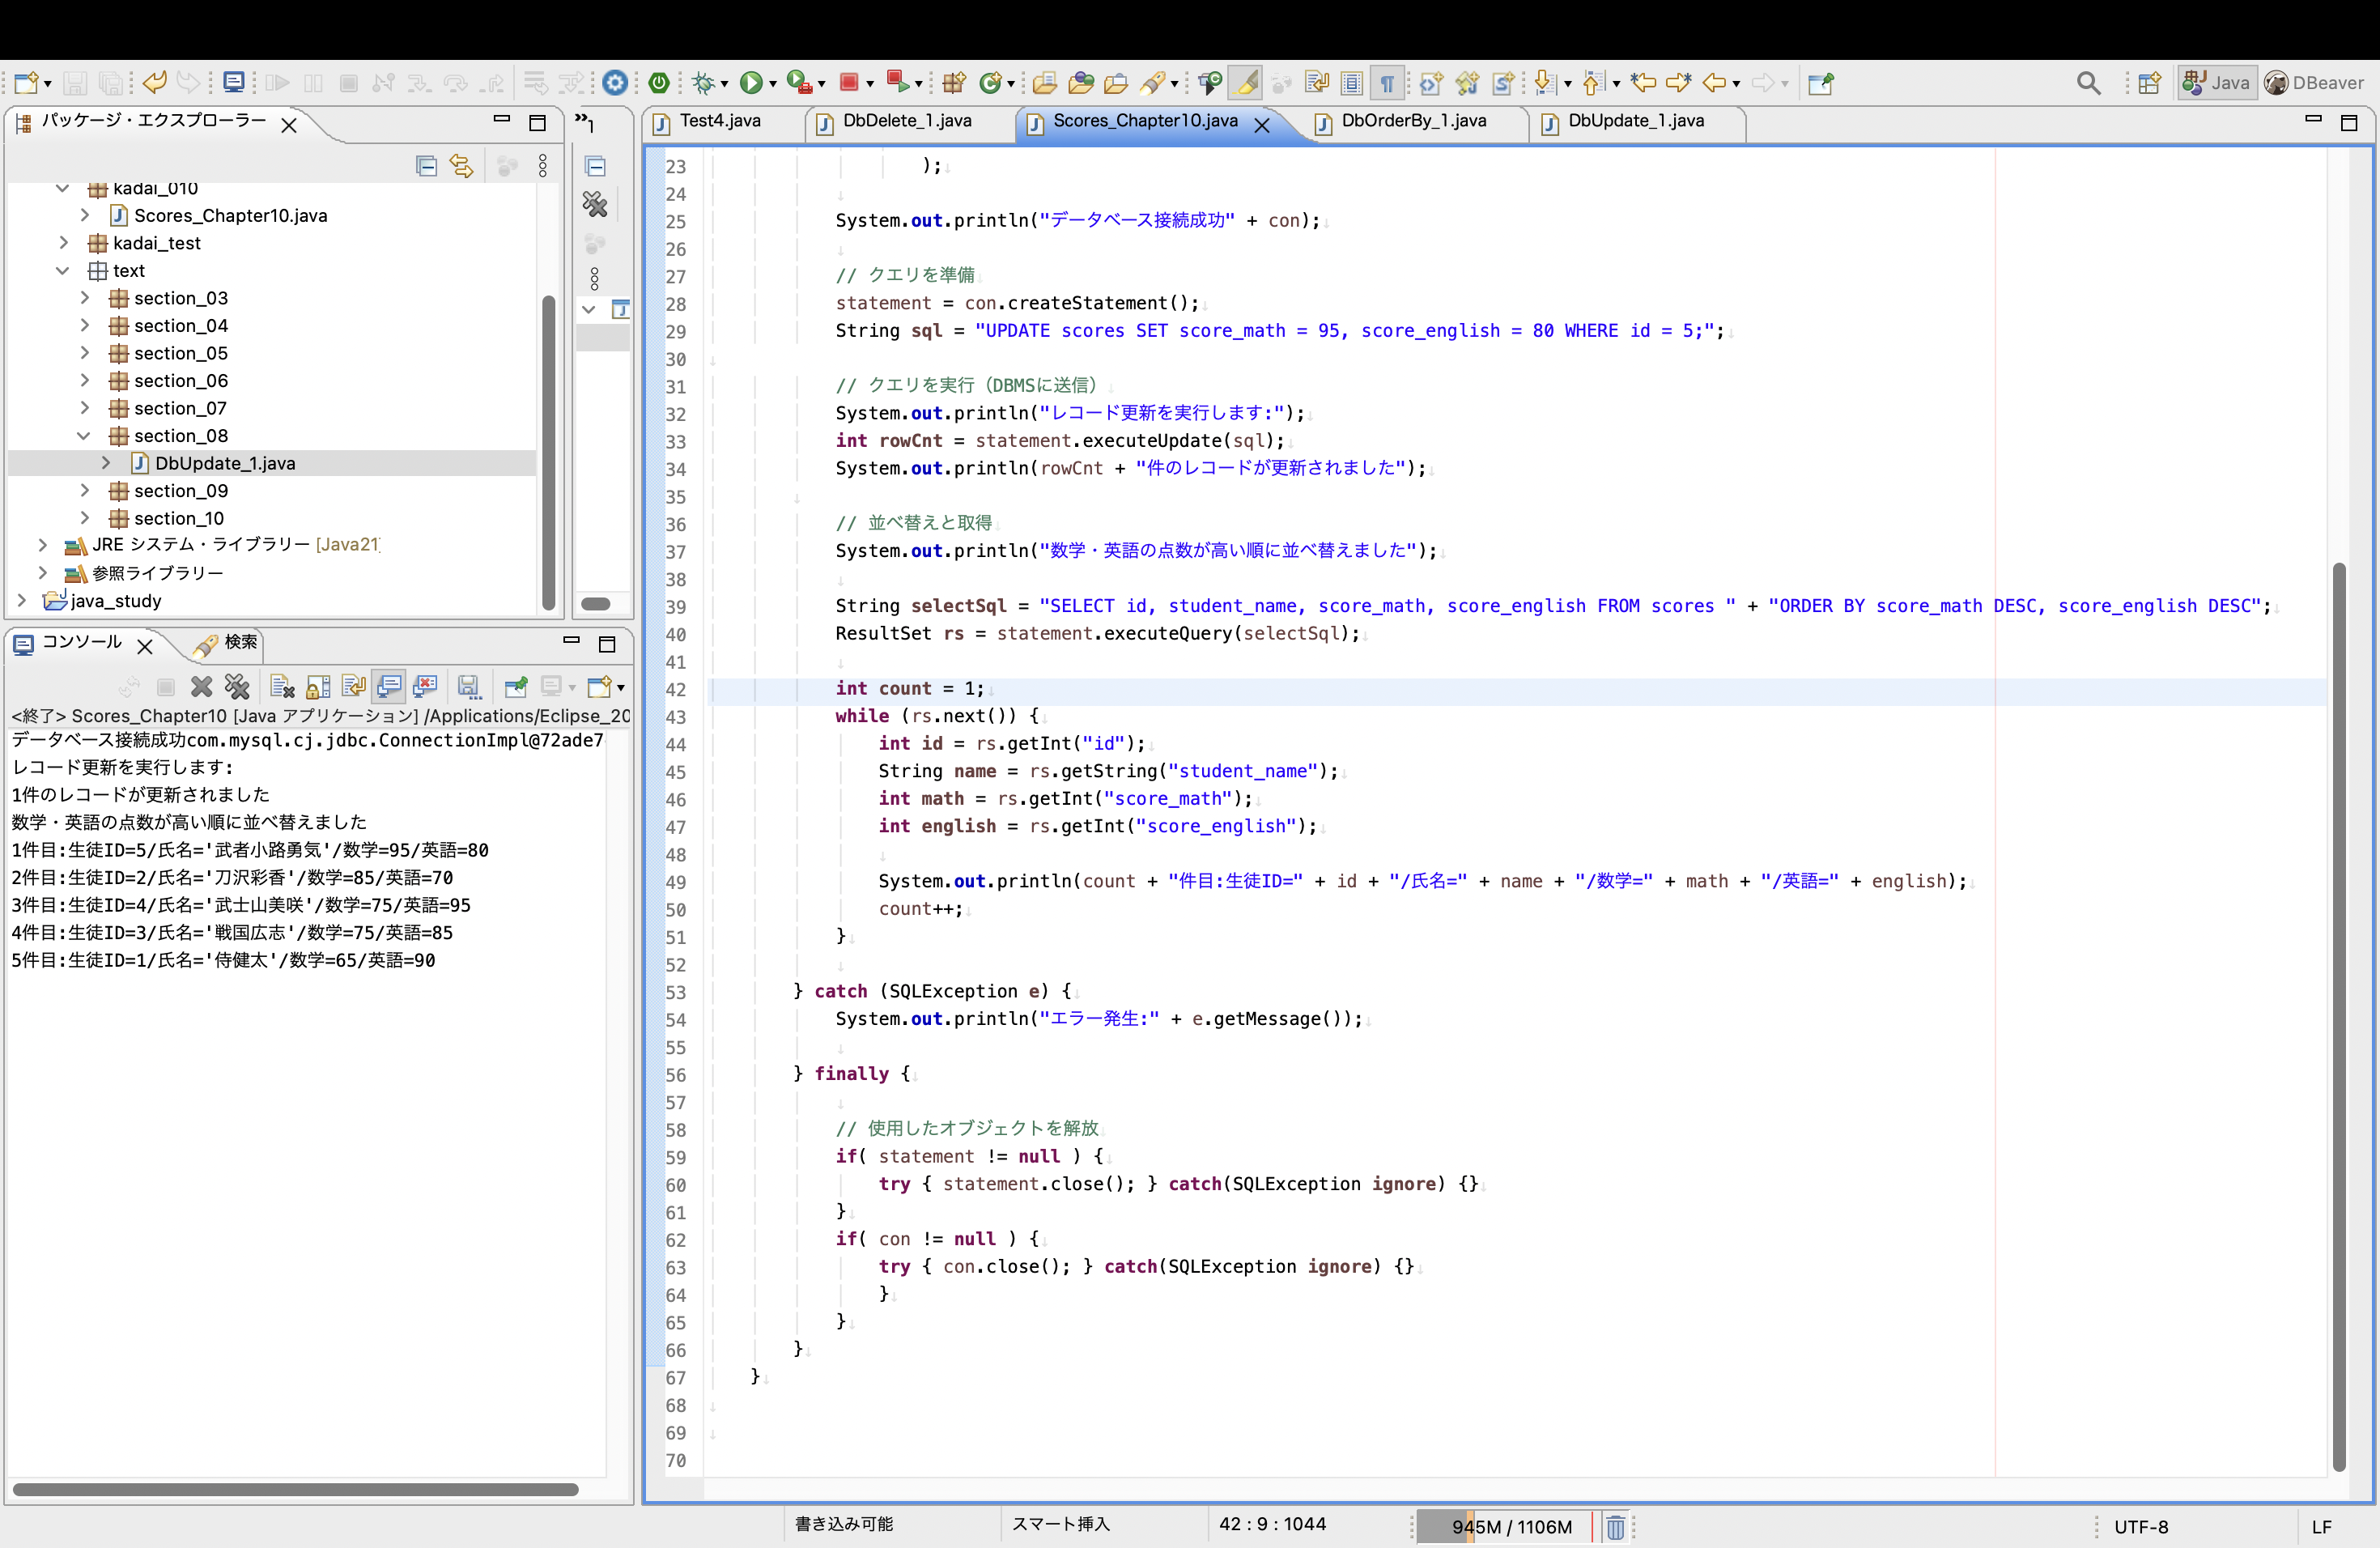 Java
DBeaver
パッケージ・エクスプローラー
kadai_010
Scores_Chapter10.java
kadai_test
text
section_03
section_04
section_05
section_06
section_07
section_08
DbUpdate_1.java
section_09
section_10
JRE システム・ライブラリー [Java21]
参照ライブラリー
java_study
»1
コンソール
検索
<終了> Scores_Chapter10 [Java アプリケーション] /Applications/Eclipse_20
データベース接続成功com.mysql.cj.jdbc.ConnectionImpl@72ade7
レコード更新を実行します:
1件のレコードが更新されました
数学・英語の点数が高い順に並べ替えました
1件目:生徒ID=5/氏名='武者小路勇気'/数学=95/英語=80
2件目:生徒ID=2/氏名='刀沢彩香'/数学=85/英語=70
3件目:生徒ID=4/氏名='武士山美咲'/数学=75/英語=95
4件目:生徒ID=3/氏名='戦国広志'/数学=75/英語=85
5件目:生徒ID=1/氏名='侍健太'/数学=65/英語=90
Test4.java
DbDelete_1.java
Scores_Chapter10.java
DbOrderBy_1.java
DbUpdate_1.java
23 );
24
25 System.out.println("データベース接続成功" + con);
26
27 // クエリを準備
28 statement = con.createStatement();
29 String sql = "UPDATE scores SET score_math = 95, score_english = 80 WHERE id = 5;";
30
31 // クエリを実行（DBMSに送信）
32 System.out.println("レコード更新を実行します:");
33 int rowCnt = statement.executeUpdate(sql);
34 System.out.println(rowCnt + "件のレコードが更新されました");
35
36 // 並べ替えと取得
37 System.out.println("数学・英語の点数が高い順に並べ替えました");
38
39 String selectSql = "SELECT id, student_name, score_math, score_english FROM scores " + "ORDER BY score_math DESC, score_english DESC";
40 ResultSet rs = statement.executeQuery(selectSql);
41
42 int count = 1;
43 while (rs.next()) {
44 int id = rs.getInt("id");
45 String name = rs.getString("student_name");
46 int math = rs.getInt("score_math");
47 int english = rs.getInt("score_english");
48
49 System.out.println(count + "件目:生徒ID=" + id + "/氏名=" + name + "/数学=" + math + "/英語=" + english);
50 count++;
51 }
52
53 } catch (SQLException e) {
54 System.out.println("エラー発生:" + e.getMessage());
55
56 } finally {
57
58 // 使用したオブジェクトを解放
59 if( statement != null ) {
60 try { statement.close(); } catch(SQLException ignore) {}
61 }
62 if( con != null ) {
63 try { con.close(); } catch(SQLException ignore) {}
64 }
65 }
66 }
67 }
68
69
70
書き込み可能
スマート挿入
42 : 9 : 1044
945M / 1106M
UTF-8
LF